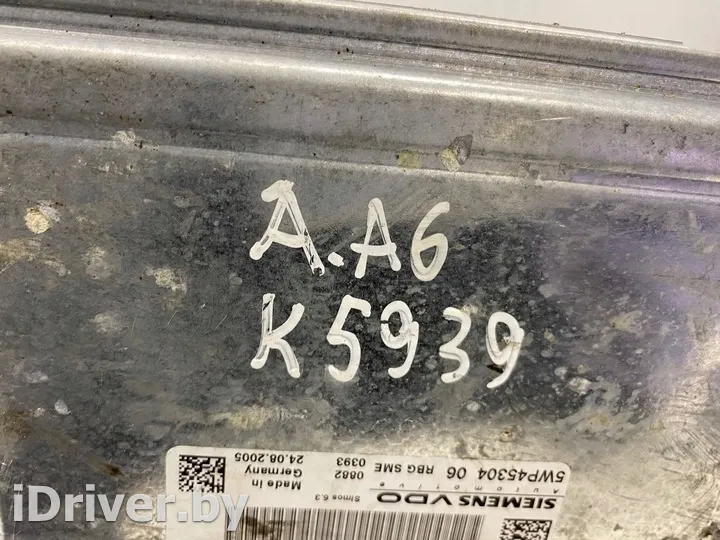 A.A6
K5939
5WP45304 06 RBG SME 0393
SIEMENS VDO 0882 24.08.2005
Automotive
Made in
Germany
Simos 6.3
iDriver.by